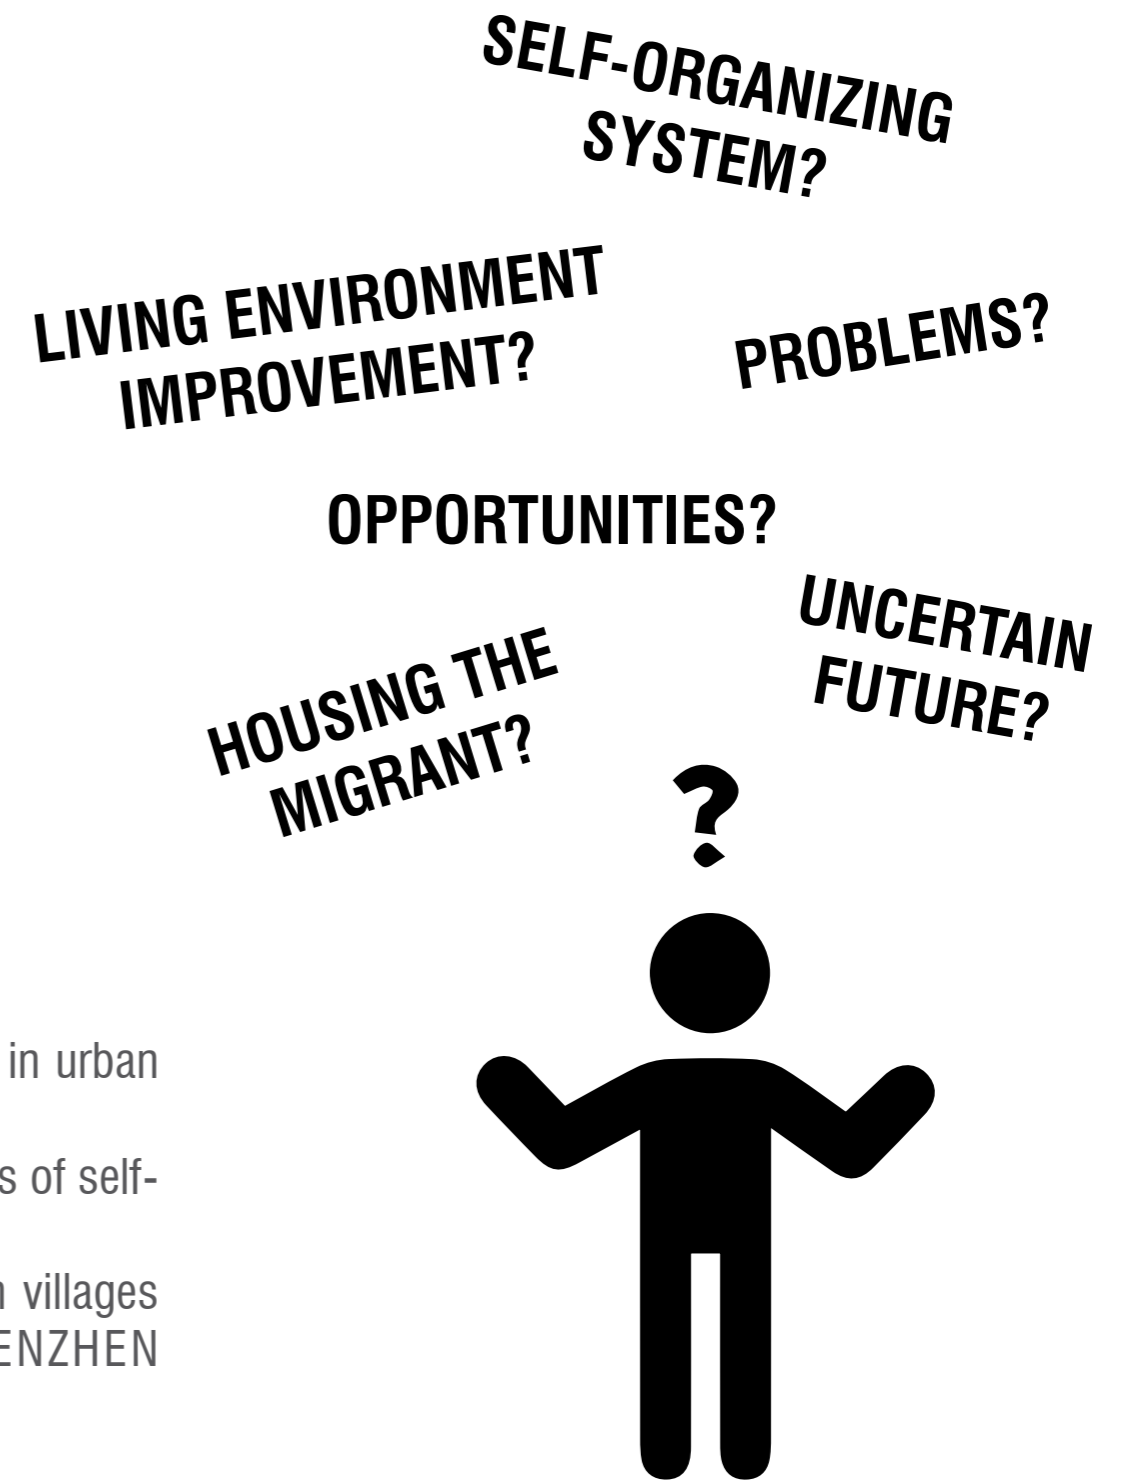 SELF-ORGANIZING
SYSTEM?
LIVING ENVIRONMENT
IMPROVEMENT?
PROBLEMS?
OPPORTUNITIES?
UNCERTAIN
FUTURE?
HOUSING THE
MIGRANT?
?
in urban
s of self-
villages
ENZHEN